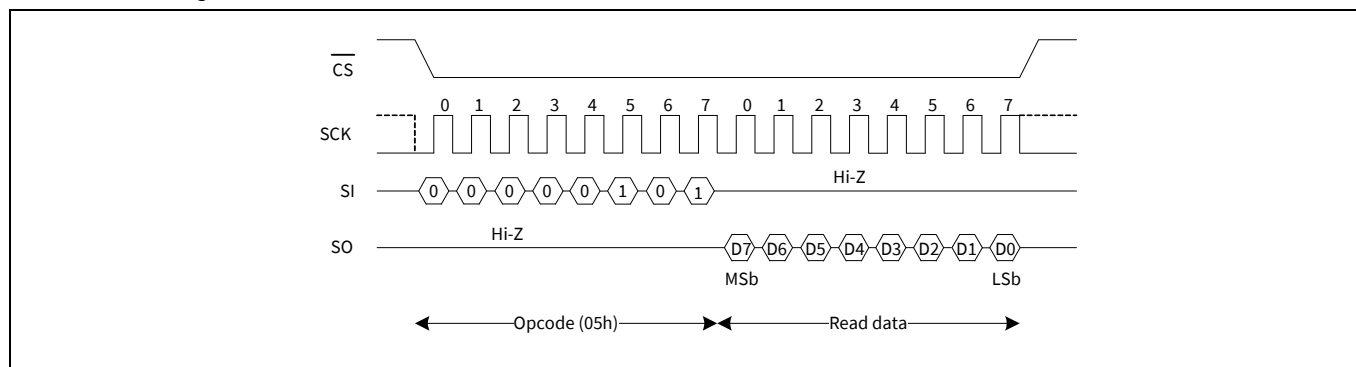 CS
0 1 2 3 4 5 6 7 0 1 2 3 4 5 6 7
SCK
Hi-Z
SI 0 0 0 0 0 1 0 1
Hi-Z
SO D7 D6 D5 D4 D3 D2 D1 D0
MSb LSb
Opcode (05h) Read data